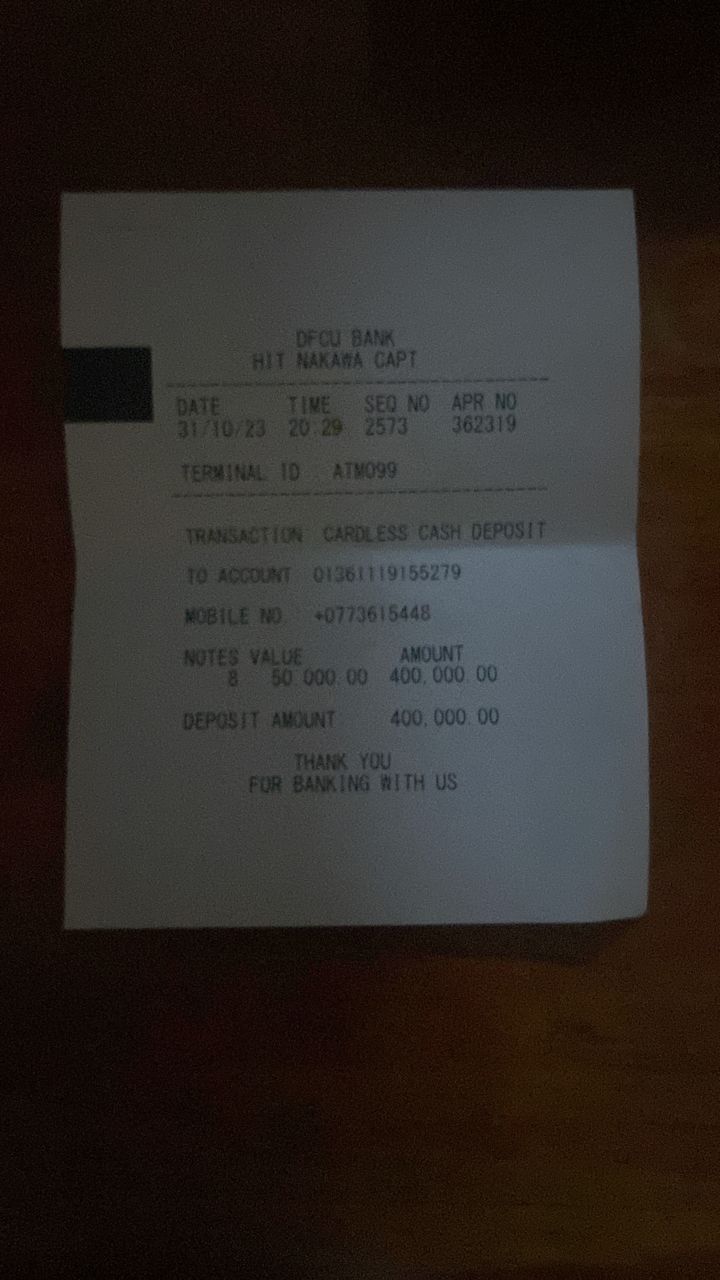 DFCU BANK
HIT NAKAWA CAPT
DATE TIME SEQ NO APR NO
31/10/23 20:29 2573 362319
TERMINAL ID ATM099
TRANSACTION CARDLESS CASH DEPOSIT
TO ACCOUNT 01361119155279
MOBILE NO +0773615448
NOTES VALUE AMOUNT
8 50,000.00 400,000.00
DEPOSIT AMOUNT 400,000.00
THANK YOU
FOR BANKING WITH US